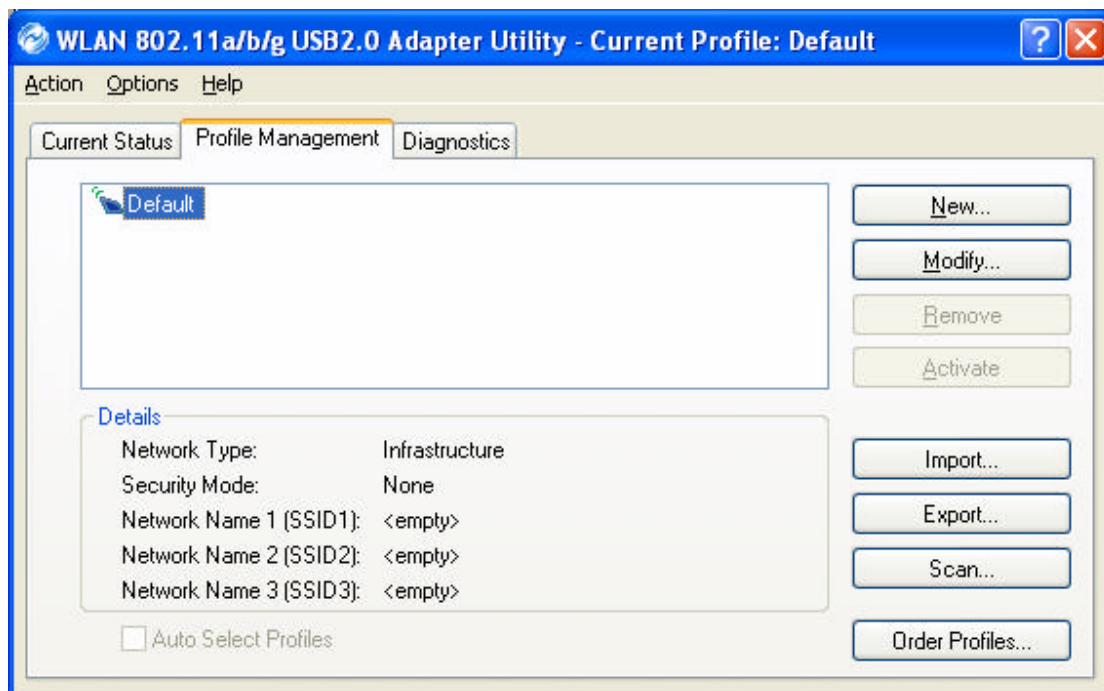 WLAN 802.11a/b/g USB2.0 Adapter Utility - Current Profile: Default
Action Options Help
Current Status Profile Management Diagnostics
Default
New...
Modify...
Remove
Activate
Details
Network Type: Infrastructure
Security Mode: None
Network Name 1 (SSID1): <empty>
Network Name 2 (SSID2): <empty>
Network Name 3 (SSID3): <empty>
Import...
Export...
Scan...
Auto Select Profiles
Order Profiles...